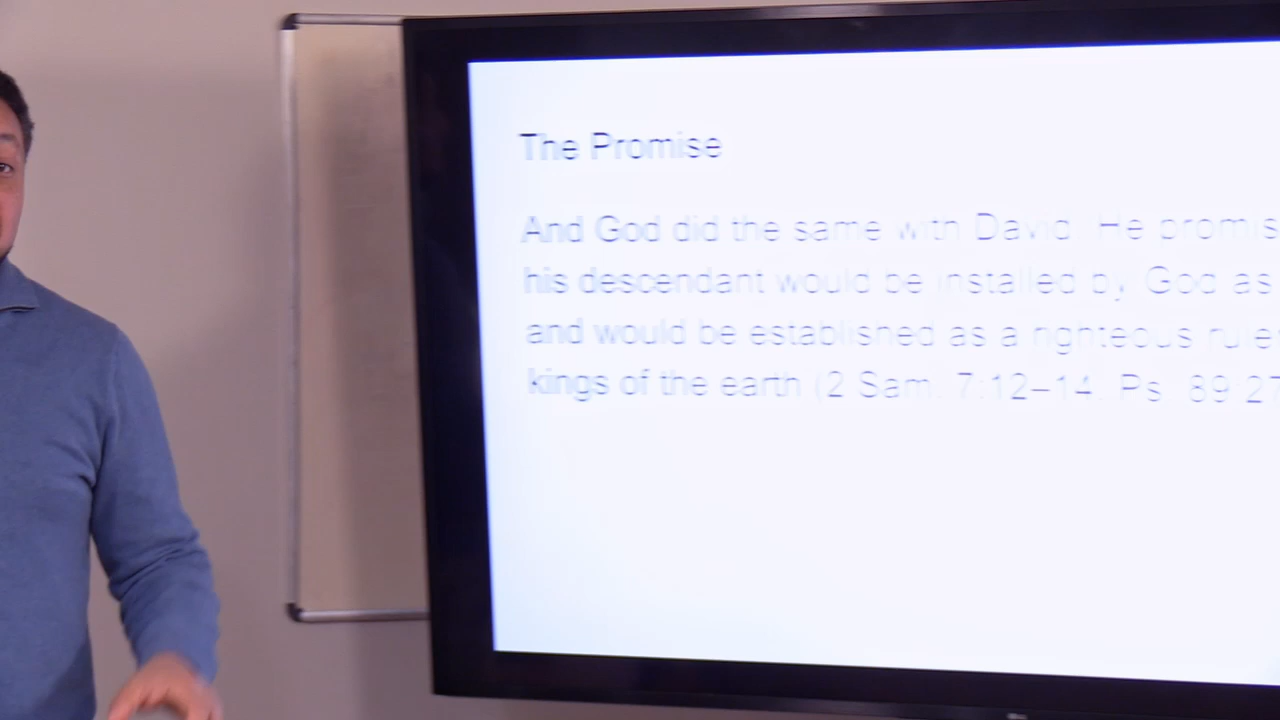 The Promise
And God did the same with David. He promis
his descendant would be installed by God as
and would be established as a righteous rule
kings of the earth (2 Sam. 7:12–14. Ps. 89:27